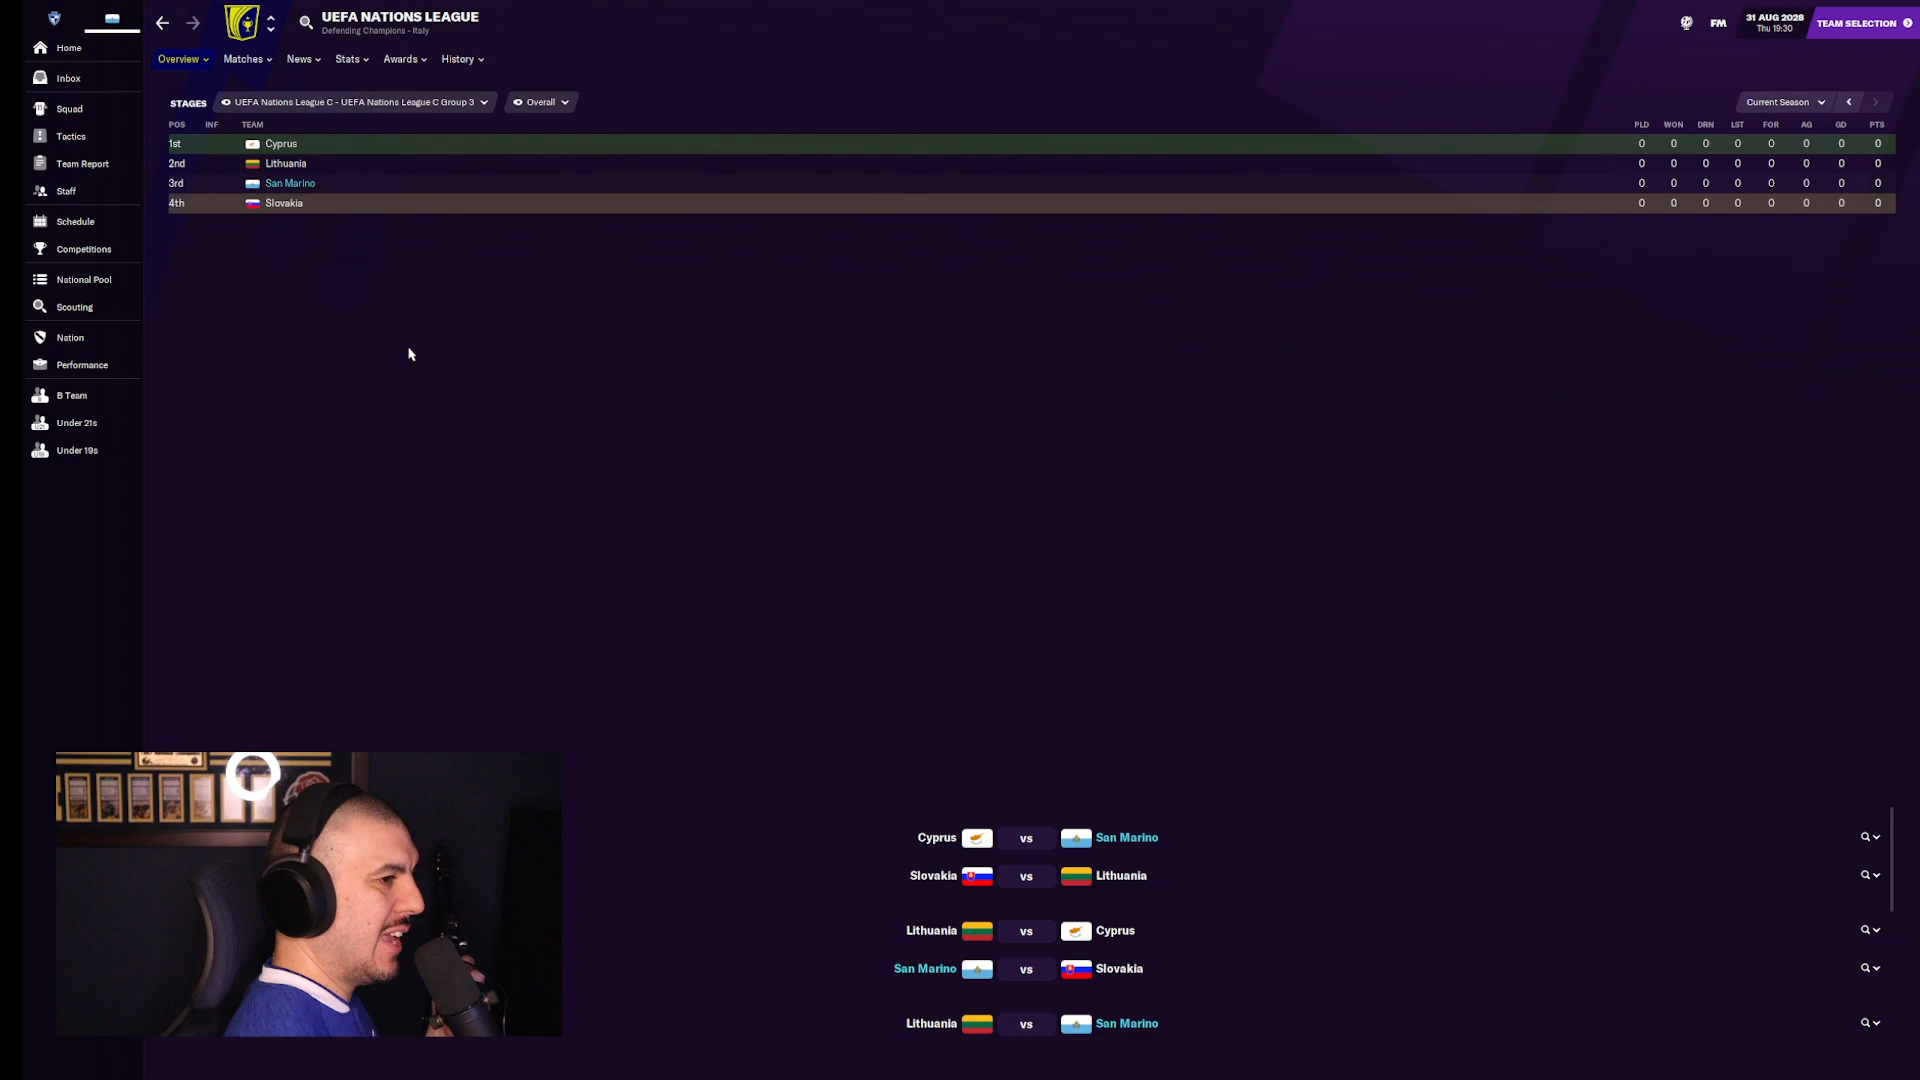 UEFA NATIONS LEAGUE
Defending Champions - Italy
FM
31 AUG 2028
Thu 19:30
TEAM SELECTION
Home
Inbox
Squad
Tactics
Team Report
Staff
Schedule
Competitions
National Pool
Scouting
Nation
Performance
B Team
Under 21s
Under 19s
Overview Matches News Stats Awards History
STAGES UEFA Nations League C - UEFA Nations League C Group 3 Overall Current Season
POS INF TEAM PLD WON DRN LST FOR AG GD PTS
1st Cyprus 0 0 0 0 0 0 0 0
2nd Lithuania 0 0 0 0 0 0 0 0
3rd San Marino 0 0 0 0 0 0 0 0
4th Slovakia 0 0 0 0 0 0 0 0
Cyprus vs San Marino
Slovakia vs Lithuania
Lithuania vs Cyprus
San Marino vs Slovakia
Lithuania vs San Marino